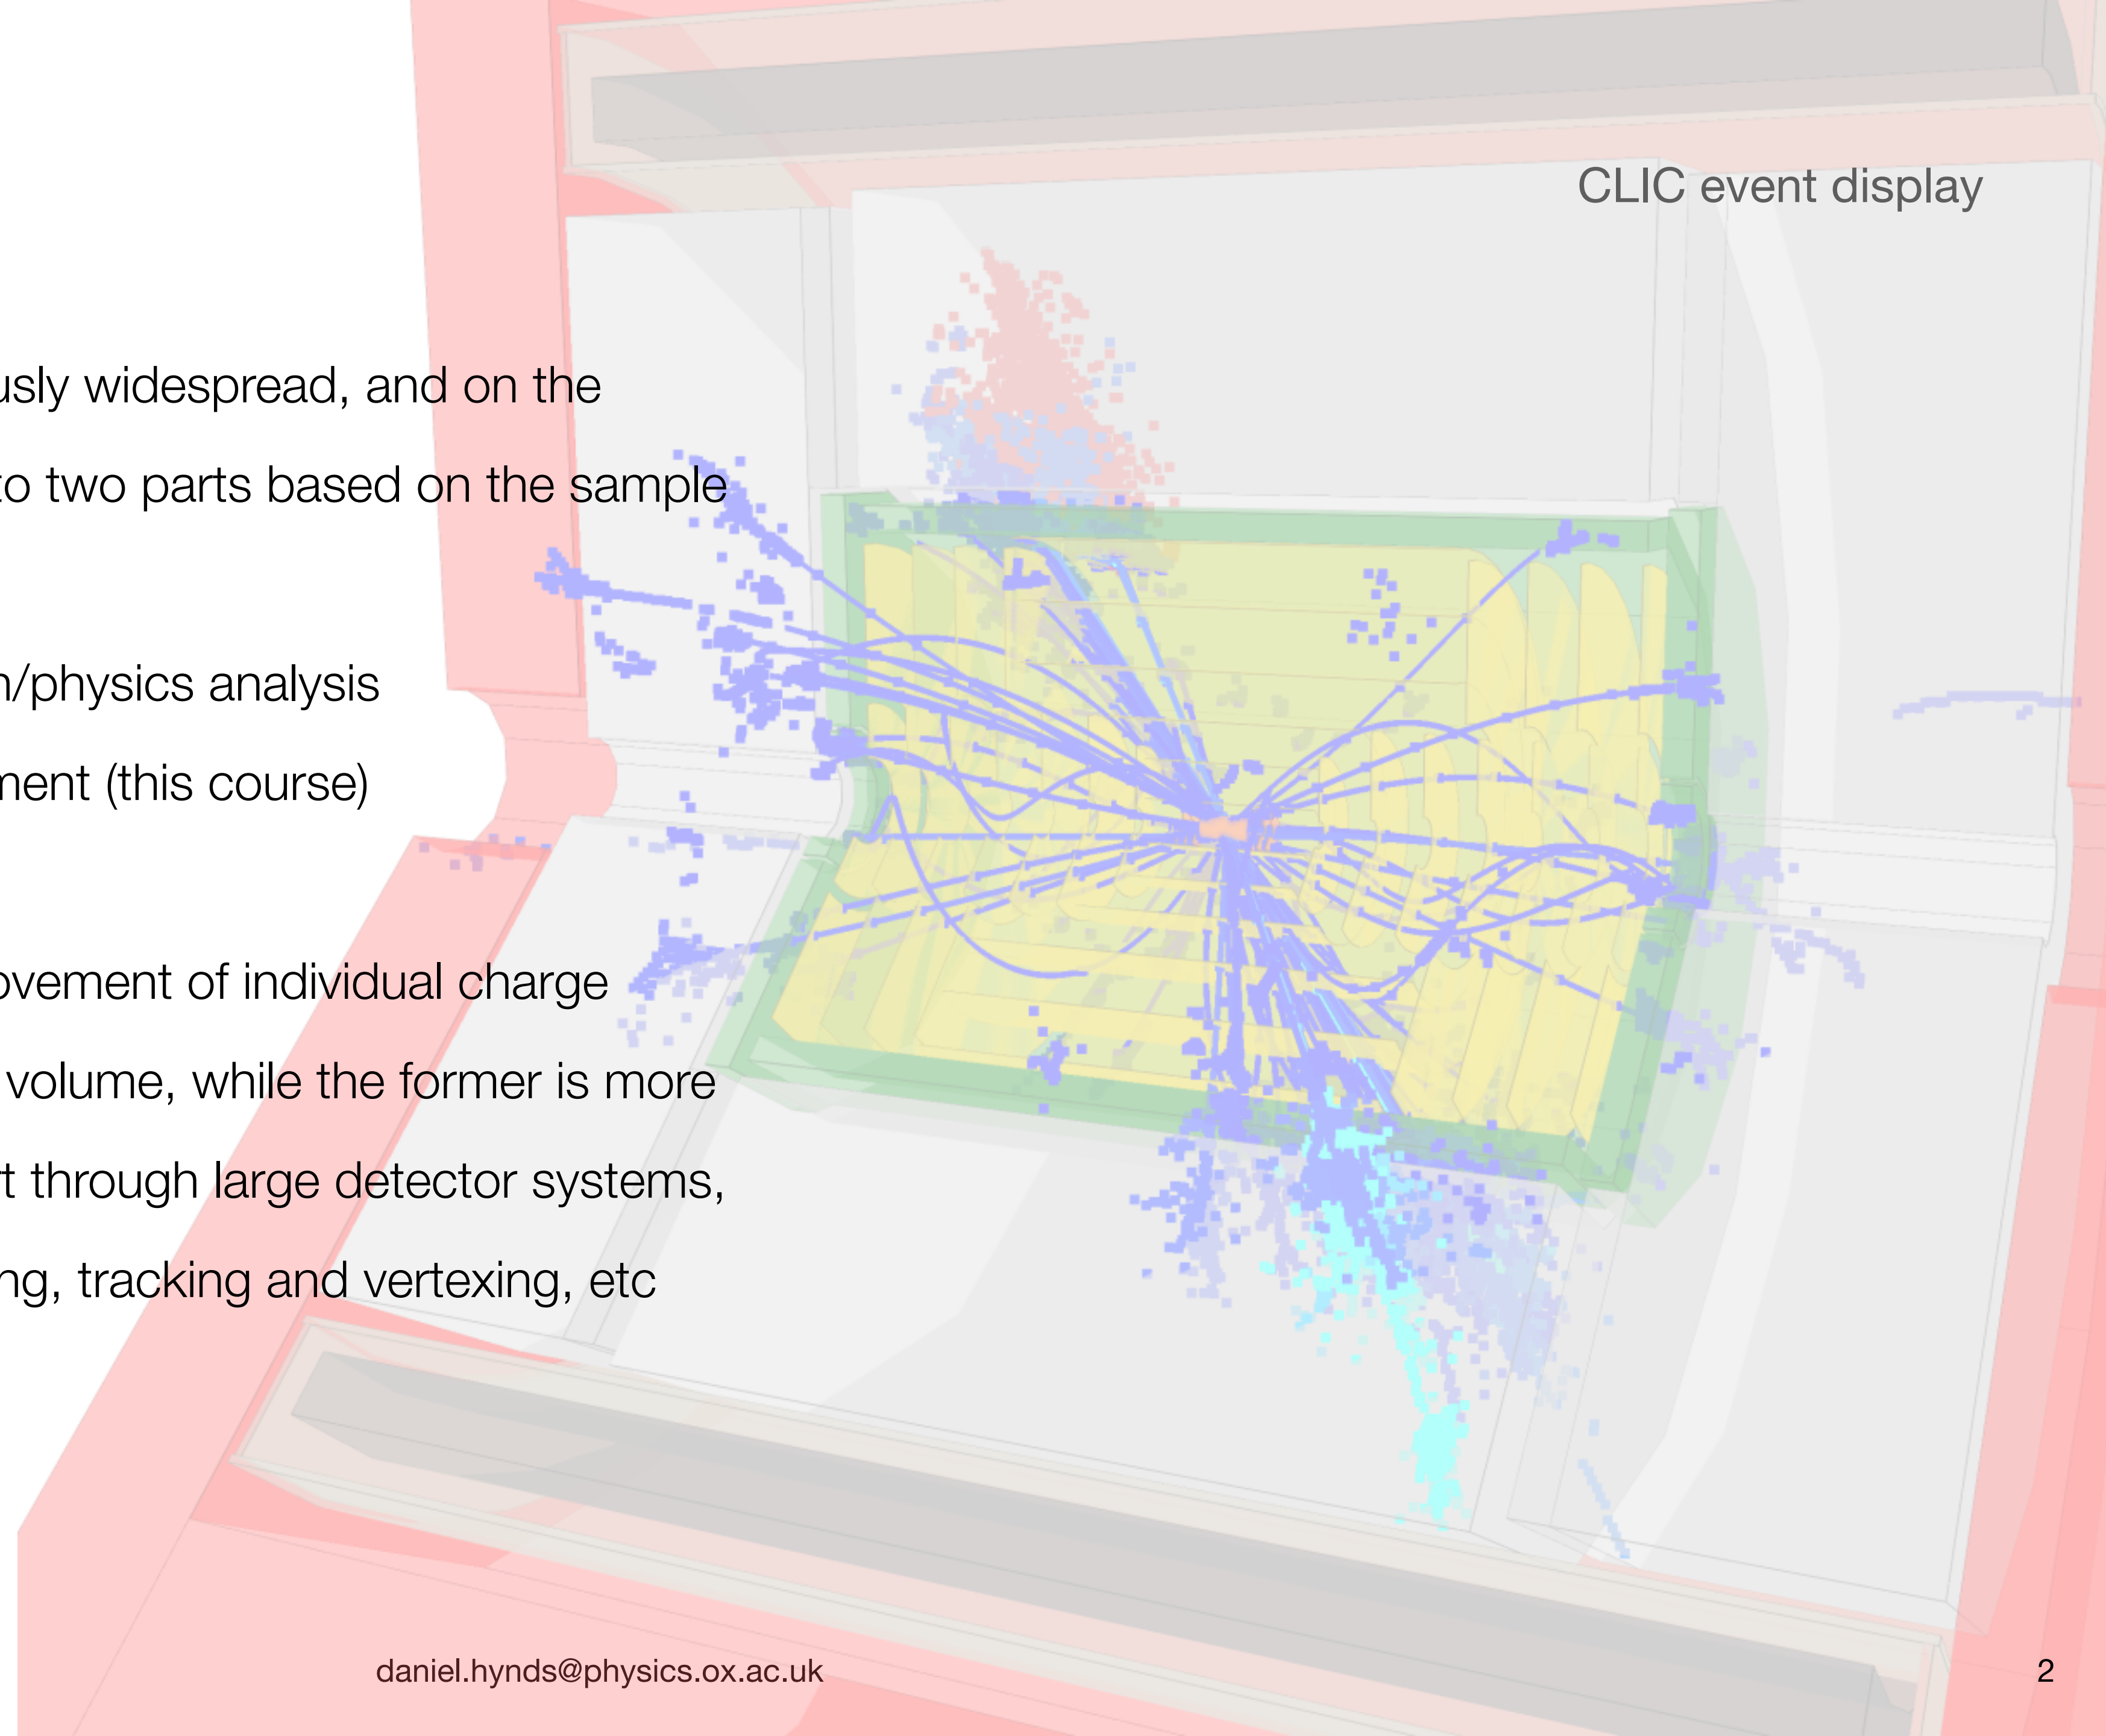 CLIC event display
usly widespread, and on the
to two parts based on the sample
n/physics analysis
ment (this course)
ovement of individual charge
volume, while the former is more
rt through large detector systems,
ng, tracking and vertexing, etc
daniel.hynds@physics.ox.ac.uk
2